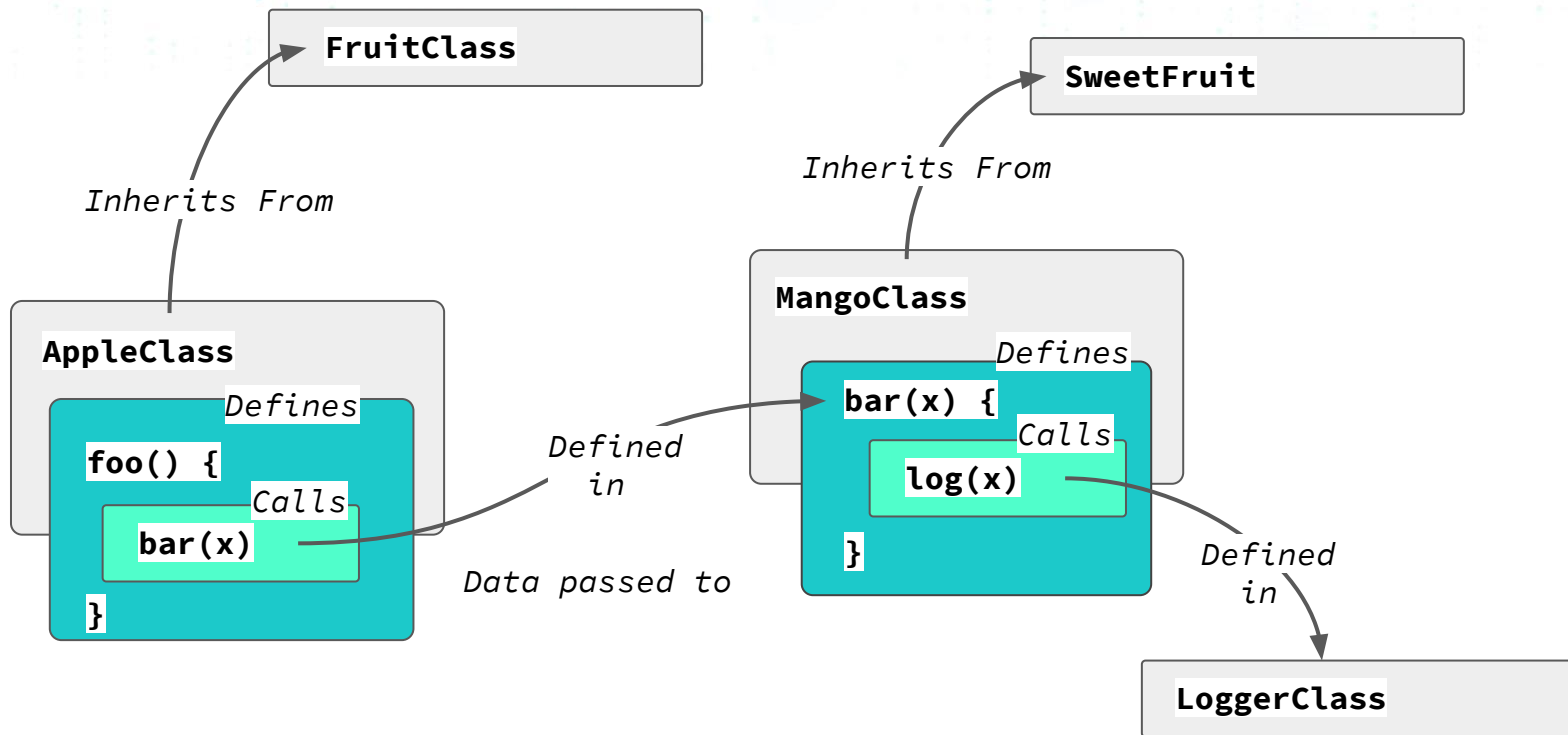 FruitClass
SweetFruit
Inherits From
Inherits From
AppleClass
Defines
foo() {
Calls
bar(x)
}
Defined
in
Data passed to
MangoClass
Defines
bar(x) {
Calls
log(x)
}
Defined
in
LoggerClass